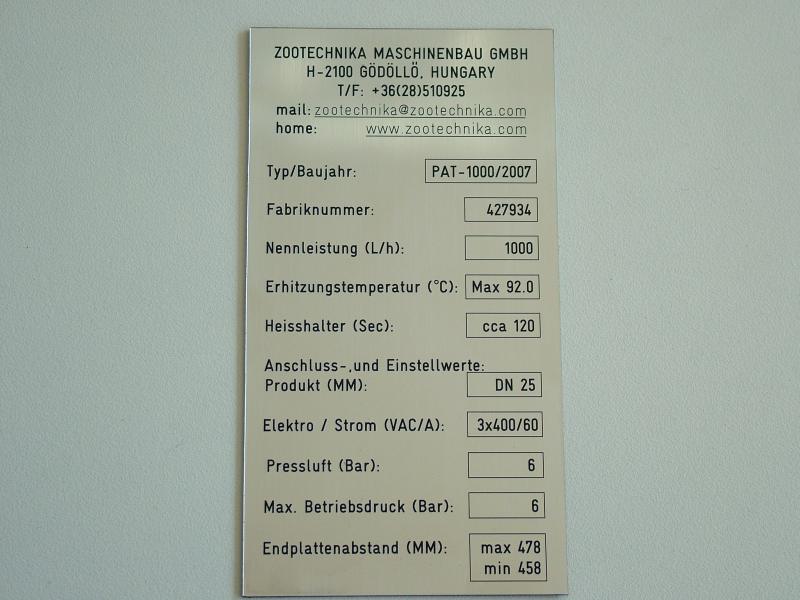 ZOOTECHNIKA MASCHINENBAU GMBH
H-2100 GÖDÖLLÖ, HUNGARY
T/F: +36(28)510925
mail: zootechnika@zootechnika.com
home: www.zootechnika.com
Typ/Baujahr: PAT-1000/2007
Fabriknummer: 427934
Nennleistung (L/h): 1000
Erhitzungstemperatur (°C): Max 92.0
Heisshalter (Sec): cca 120
Anschluss-,und Einstellwerte:
Produkt (MM): DN 25
Elektro / Strom (VAC/A): 3x400/60
Pressluft (Bar): 6
Max. Betriebsdruck (Bar): 6
Endplattenabstand (MM): max 478
min 458